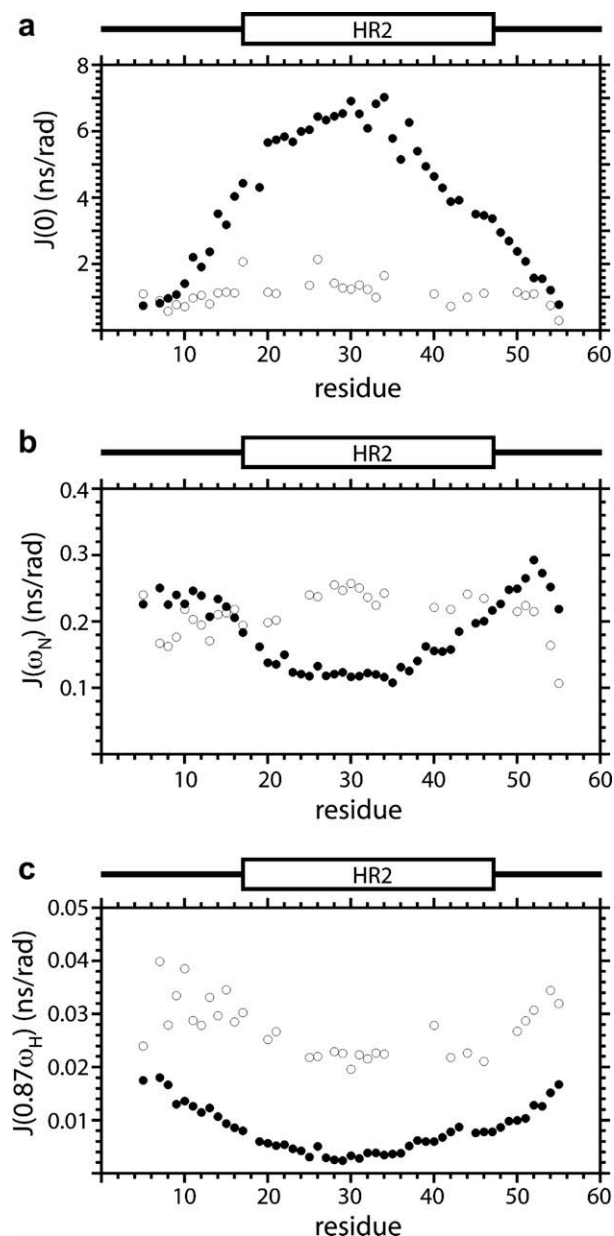 a
HR2
8
6
4
2
J(0) (ns/rad)
10 20 30 40 50 60
residue
b
HR2
0.4
0.3
0.2
0.1
J(ωN) (ns/rad)
10 20 30 40 50 60
residue
c
HR2
0.05
0.04
0.03
0.02
0.01
J(0.87ωH) (ns/rad)
10 20 30 40 50 60
residue